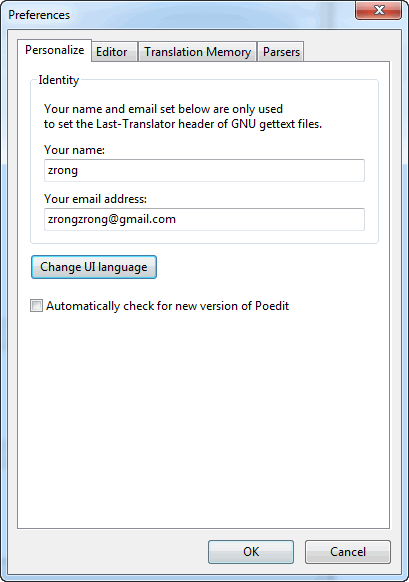 Preferences
Personalize Editor Translation Memory Parsers
Identity
Your name and email set below are only used
to set the Last-Translator header of GNU gettext files.
Your name:
zrong
Your email address:
zrongzrong@gmail.com
Change UI language
Automatically check for new version of Poedit
OK Cancel